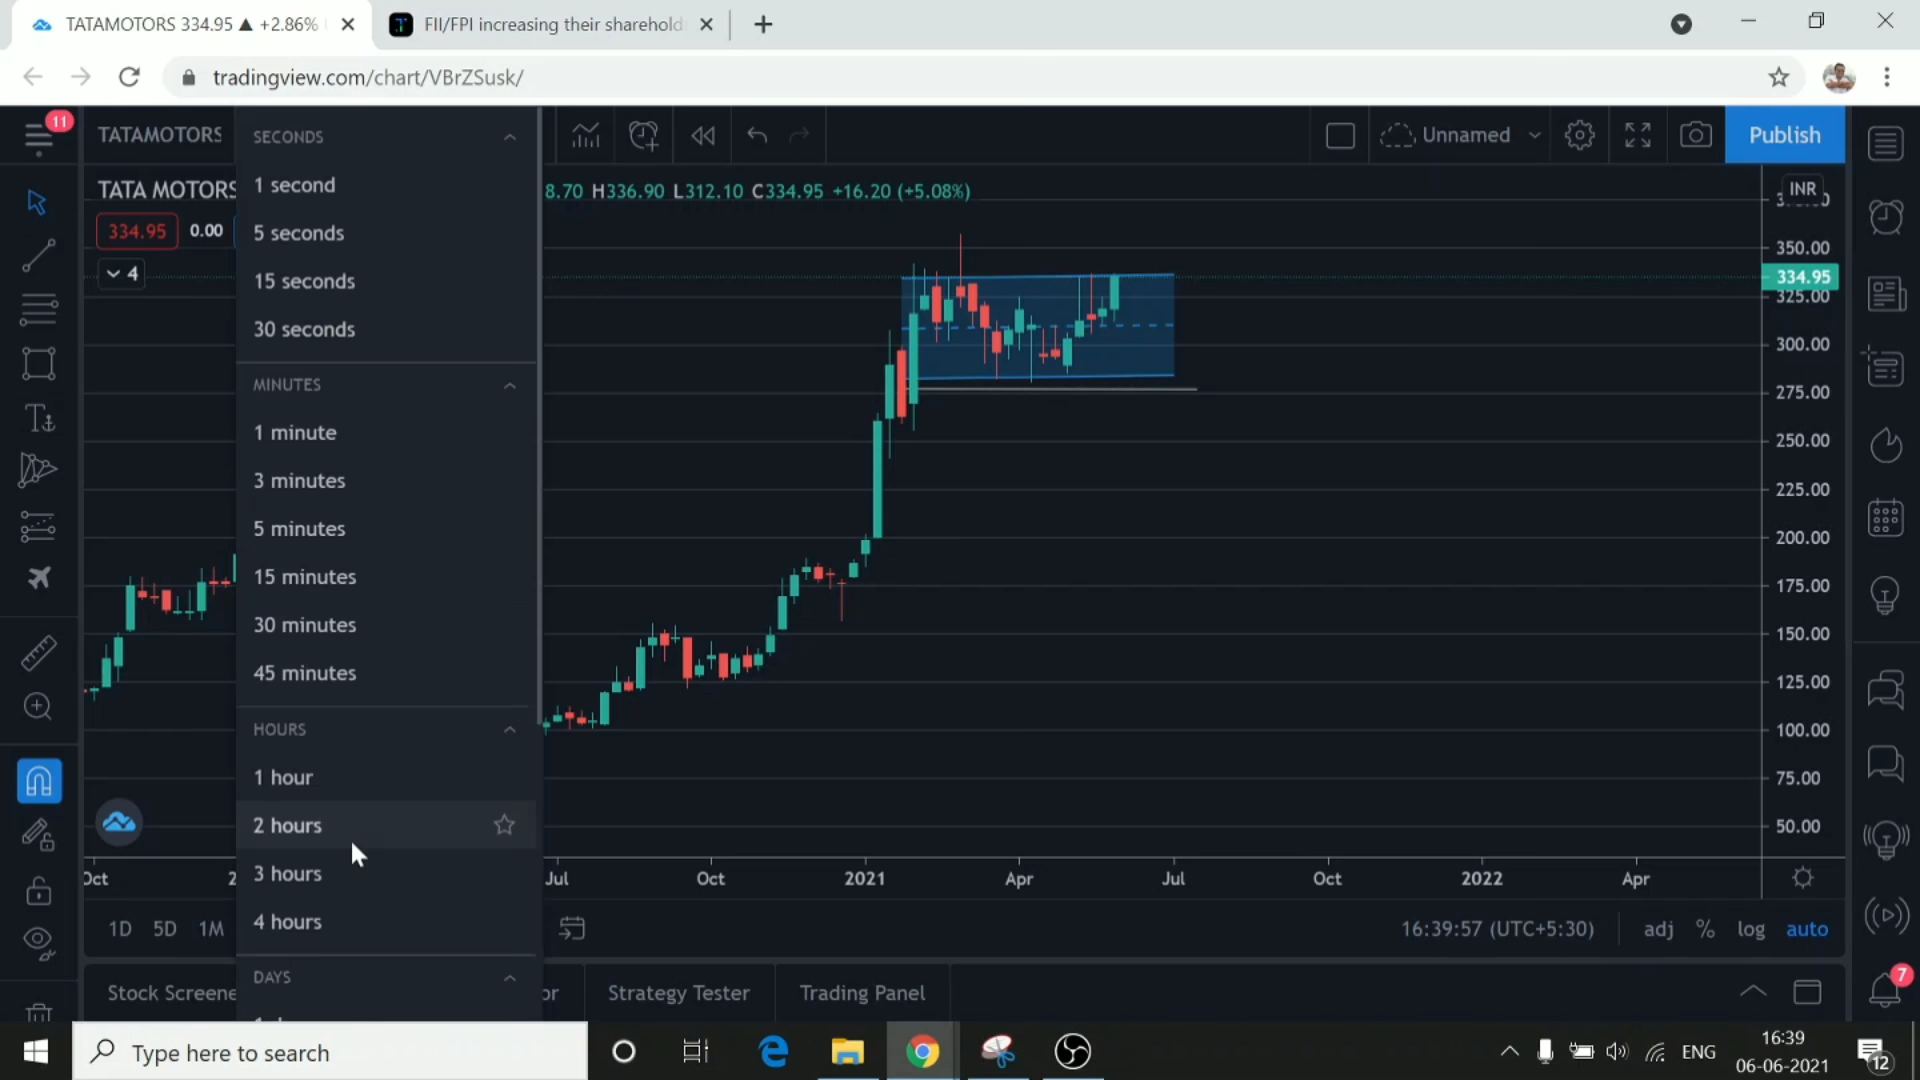 TATAMOTORS 334.95 ▲ +2.86%
FII/FPI increasing their sharehold
tradingview.com/chart/VBrZSusk/
11
TATAMOTORS
Unnamed
Publish
TATA MOTORS
8.70 H336.90 L312.10 C334.95 +16.20 (+5.08%)
INR
334.95
0.00
4
SECONDS
1 second
5 seconds
15 seconds
30 seconds
MINUTES
1 minute
3 minutes
5 minutes
15 minutes
30 minutes
45 minutes
HOURS
1 hour
2 hours
3 hours
4 hours
DAYS
350.00
334.95
325.00
300.00
275.00
250.00
225.00
200.00
175.00
150.00
125.00
100.00
75.00
50.00
Oct
2
Jul
Oct
2021
Apr
Jul
Oct
2022
Apr
1D 5D 1M
16:39:57 (UTC+5:30)
adj % log auto
Stock Screene
or
Strategy Tester
Trading Panel
7
Type here to search
ENG
16:39
06-06-2021
12